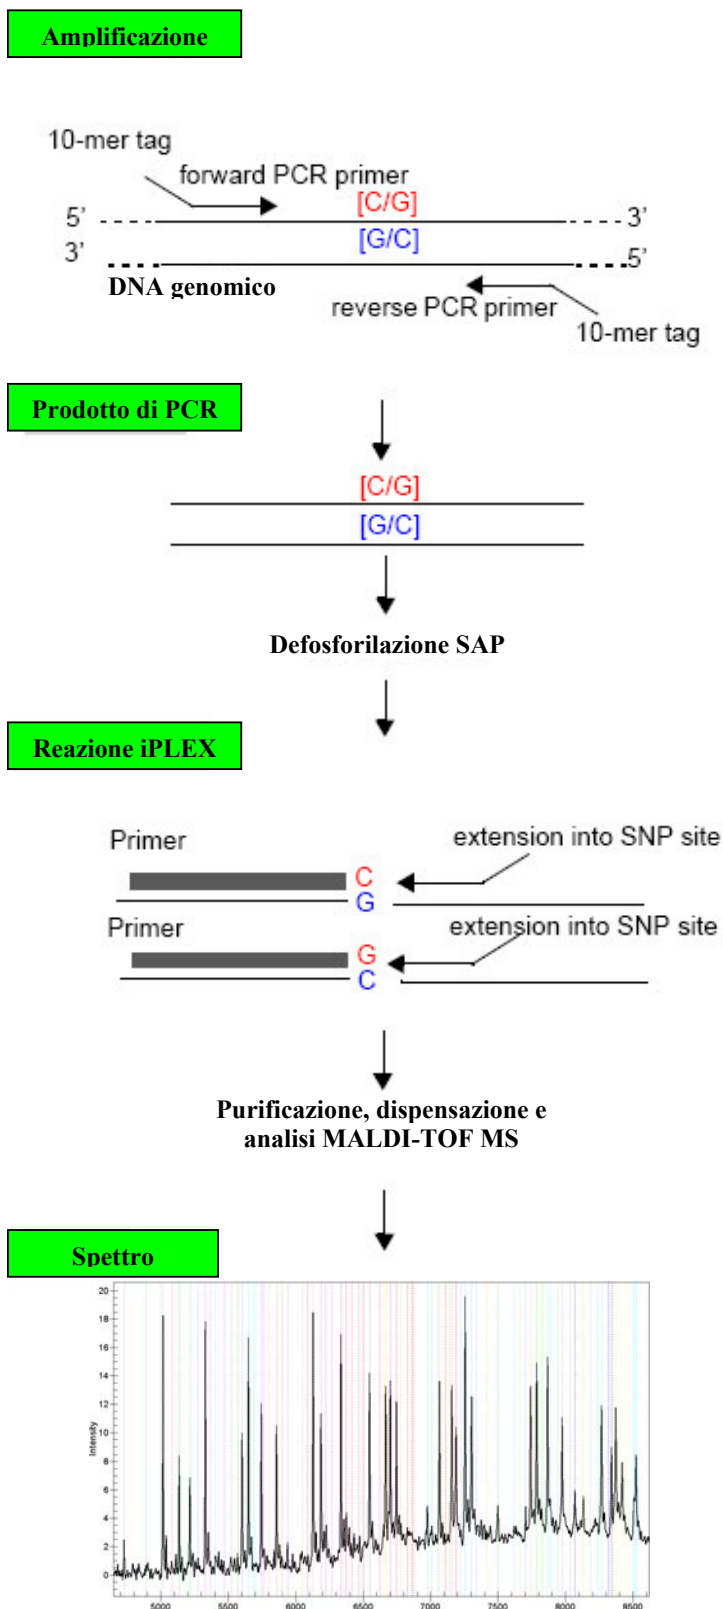 Amplificazione
10-mer tag
forward PCR primer
[C/G]
5’
3’
[G/C]
3’
5’
DNA genomico
reverse PCR primer
10-mer tag
Prodotto di PCR
[C/G]
[G/C]
Defosforilazione SAP
Reazione iPLEX
Primer
extension into SNP site
C
G
Primer
extension into SNP site
G
C
Purificazione, dispensazione e
analisi MALDI-TOF MS
Spettro
20
18
16
14
12
10
8
6
4
2
0
Intensity
5000 5500 6000 6500 7000 7500 8000 8500